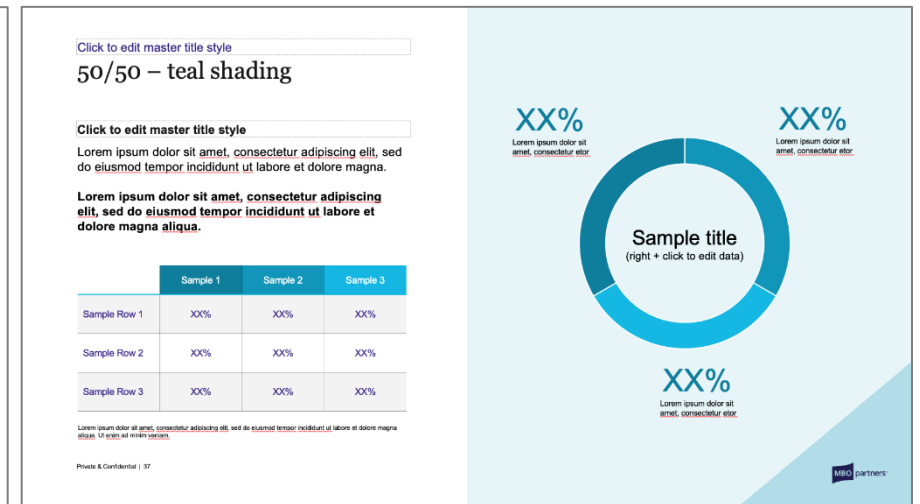 Click to edit master title style
50/50 – teal shading
Click to edit master title style
Lorem ipsum dolor sit amet, consectetur adipiscing elit, sed
do eiusmod tempor incididunt ut labore et dolore magna.
Lorem ipsum dolor sit amet, consectetur adipiscing
elit, sed do eiusmod tempor incididunt ut labore et
dolore magna aliqua.
Sample 1 Sample 2 Sample 3
Sample Row 1 XX% XX% XX%
Sample Row 2 XX% XX% XX%
Sample Row 3 XX% XX% XX%
Lorem ipsum dolor sit amet, consectetur adipiscing elit, sed do eiusmod tempor incididunt ut labore et dolore magna
aliqua. Ut enim ad minim veniam.
Private & Confidential | 37
XX%
Lorem ipsum dolor sit
amet, consectetur etor
XX%
Lorem ipsum dolor sit
amet, consectetur etor
Sample title
(right + click to edit data)
XX%
Lorem ipsum dolor sit
amet, consectetur etor
MBO partners